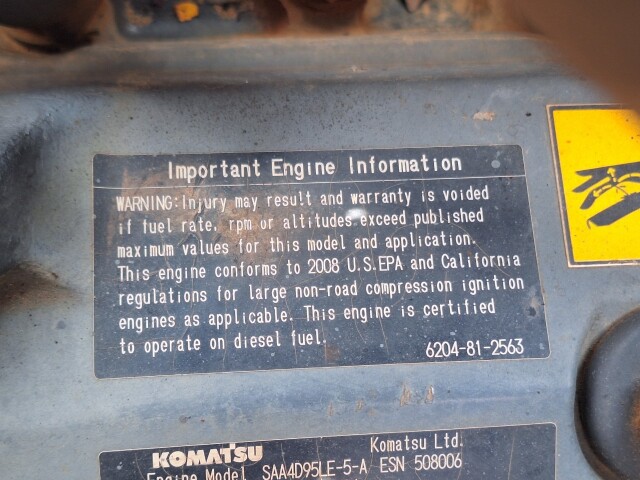 Important Engine Information
WARNING:Injury may result and warranty is voided
if fuel rate, rpm or altitudes exceed published
maximum values for this model and application.
This engine conforms to 2008 U.S.EPA and California
regulations for large non-road compression ignition
engines as applicable. This engine is certified
to operate on diesel fuel.
6204-81-2563
KOMATSU Komatsu Ltd.
Engine Model SAA4D95LE-5-A ESN 508006